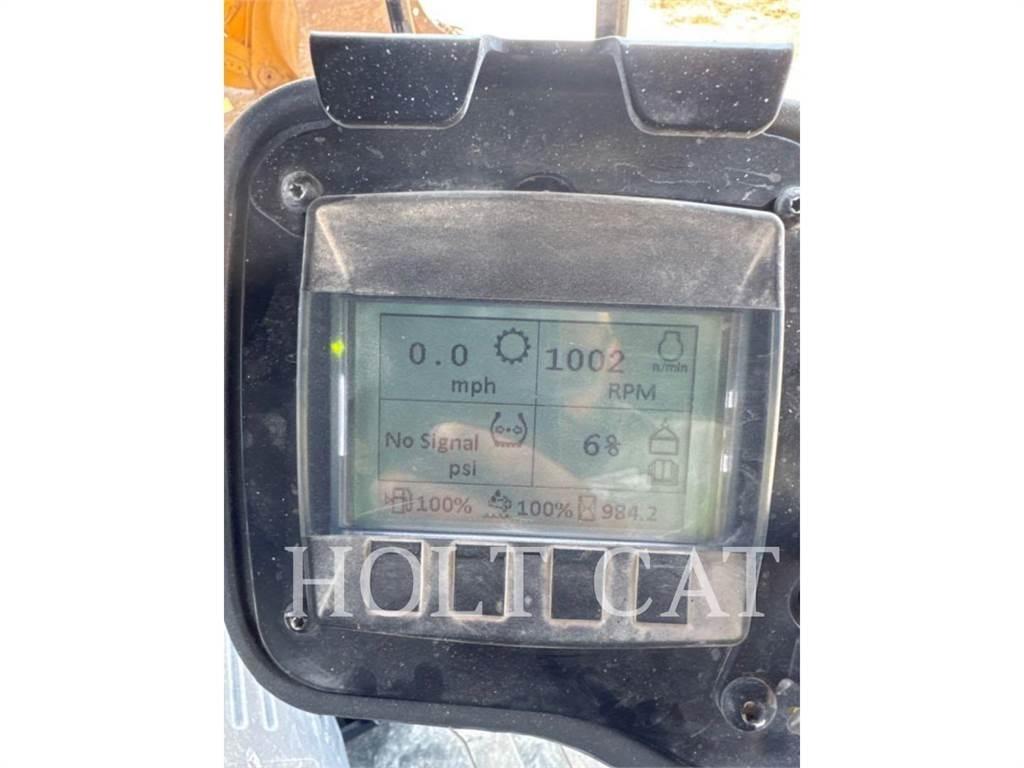 0.0
mph
1002
n/min
RPM
No Signal
psi
6%
100% 100% 984.2
HOLT CAT